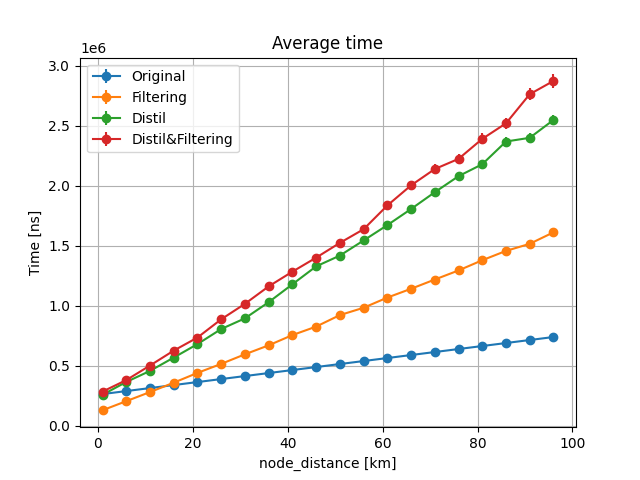 Average time
1e6
3.0
2.5
2.0
1.5
1.0
0.5
0.0
Time [ns]
Original
Filtering
Distil
Distil&Filtering
0
20
40
60
80
100
node_distance [km]